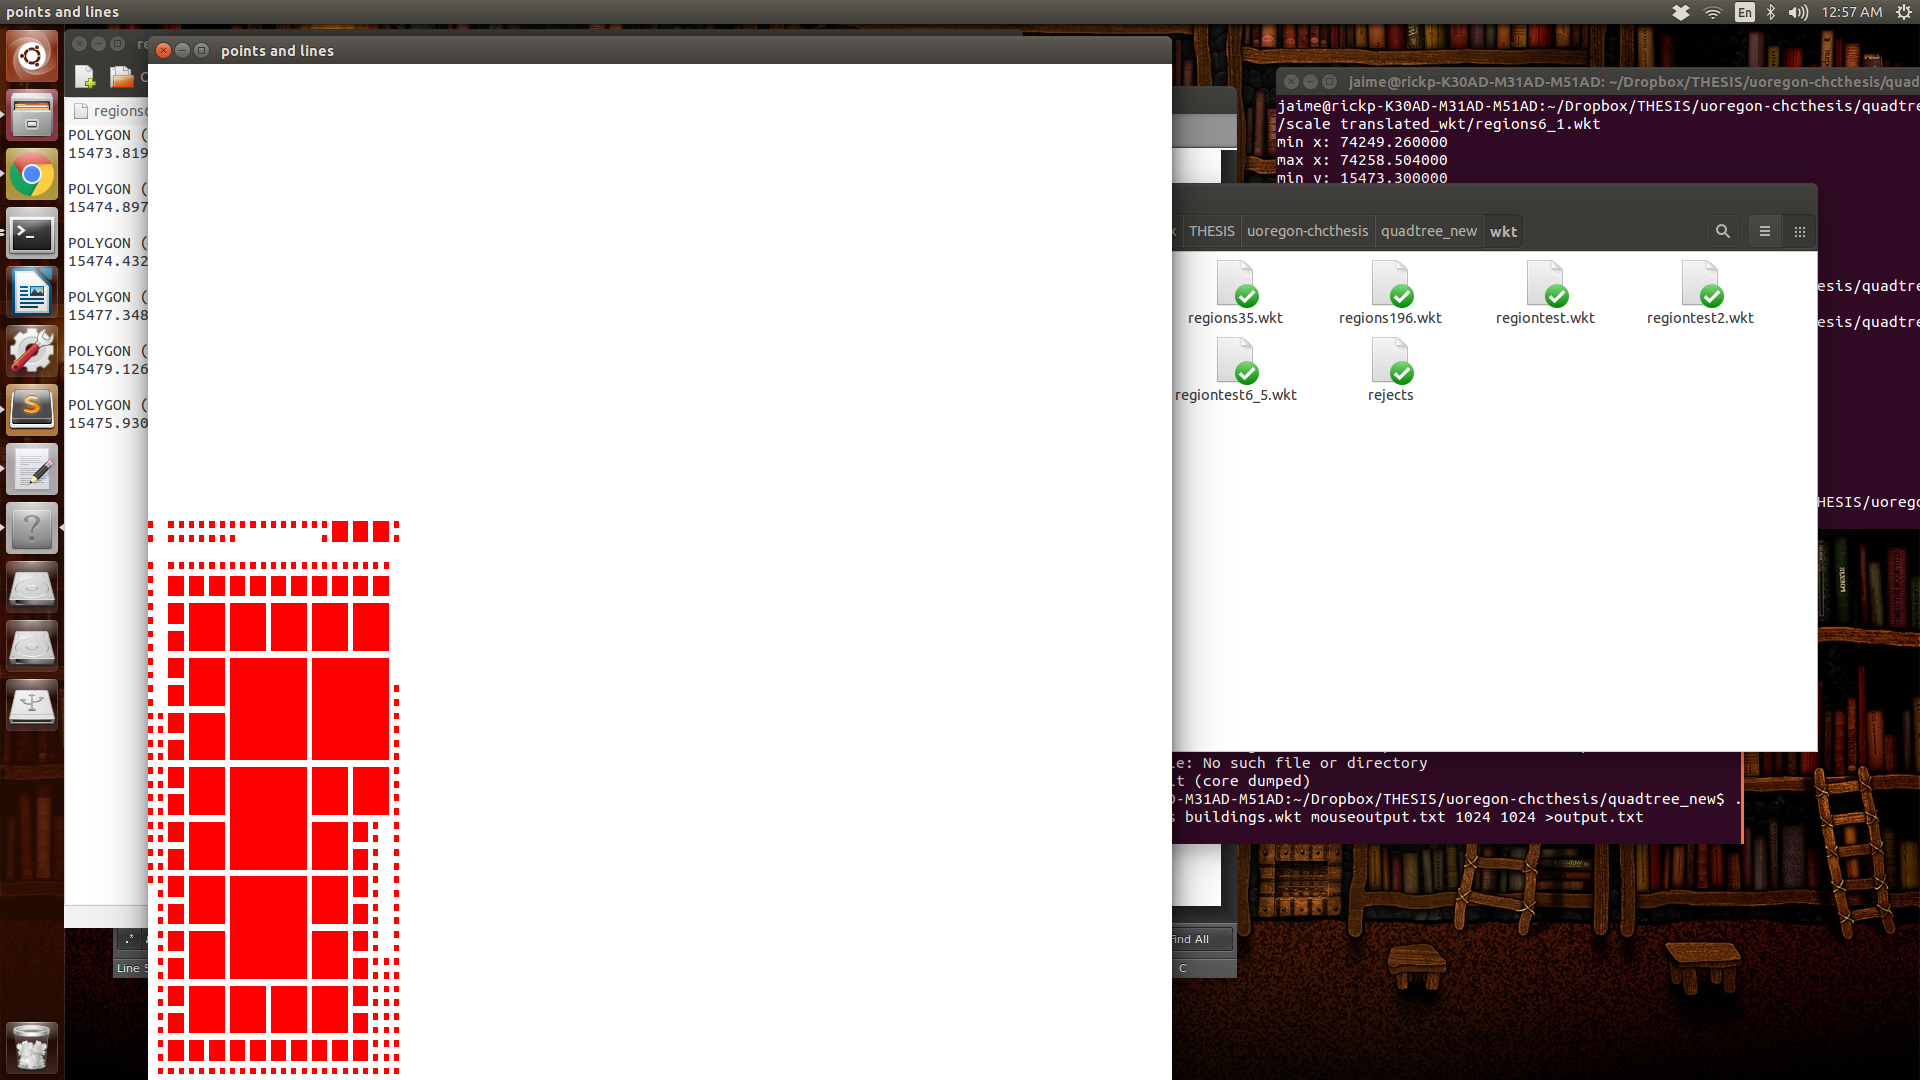 points and lines
En
12:57 AM
points and lines
jaime@rickp-K30AD-M31AD-M51AD: ~/Dropbox/THESIS/uoregon-chcthesis/quad
jaime@rickp-K30AD-M31AD-M51AD:~/Dropbox/THESIS/uoregon-chcthesis/quadtre
/scale translated_wkt/regions6_1.wkt
min x: 74249.260000
max x: 74258.504000
min y: 15473.300000
regions6
POLYGON (
15473.819
POLYGON (
15474.897
POLYGON (
15474.432
POLYGON (
15477.348
POLYGON (
15479.126
POLYGON (
15475.930
THESIS
uoregon-chcthesis
quadtree_new
wkt
esis/quadtre
esis/quadtre
HESIS/uorego
regions35.wkt
regions196.wkt
regiontest.wkt
regiontest2.wkt
regiontest6_5.wkt
rejects
le: No such file or directory
lt (core dumped)
D-M31AD-M51AD:~/Dropbox/THESIS/uoregon-chcthesis/quadtree_new$ .
s buildings.wkt mouseoutput.txt 1024 1024 >output.txt
.*
Find All
Line 5
C